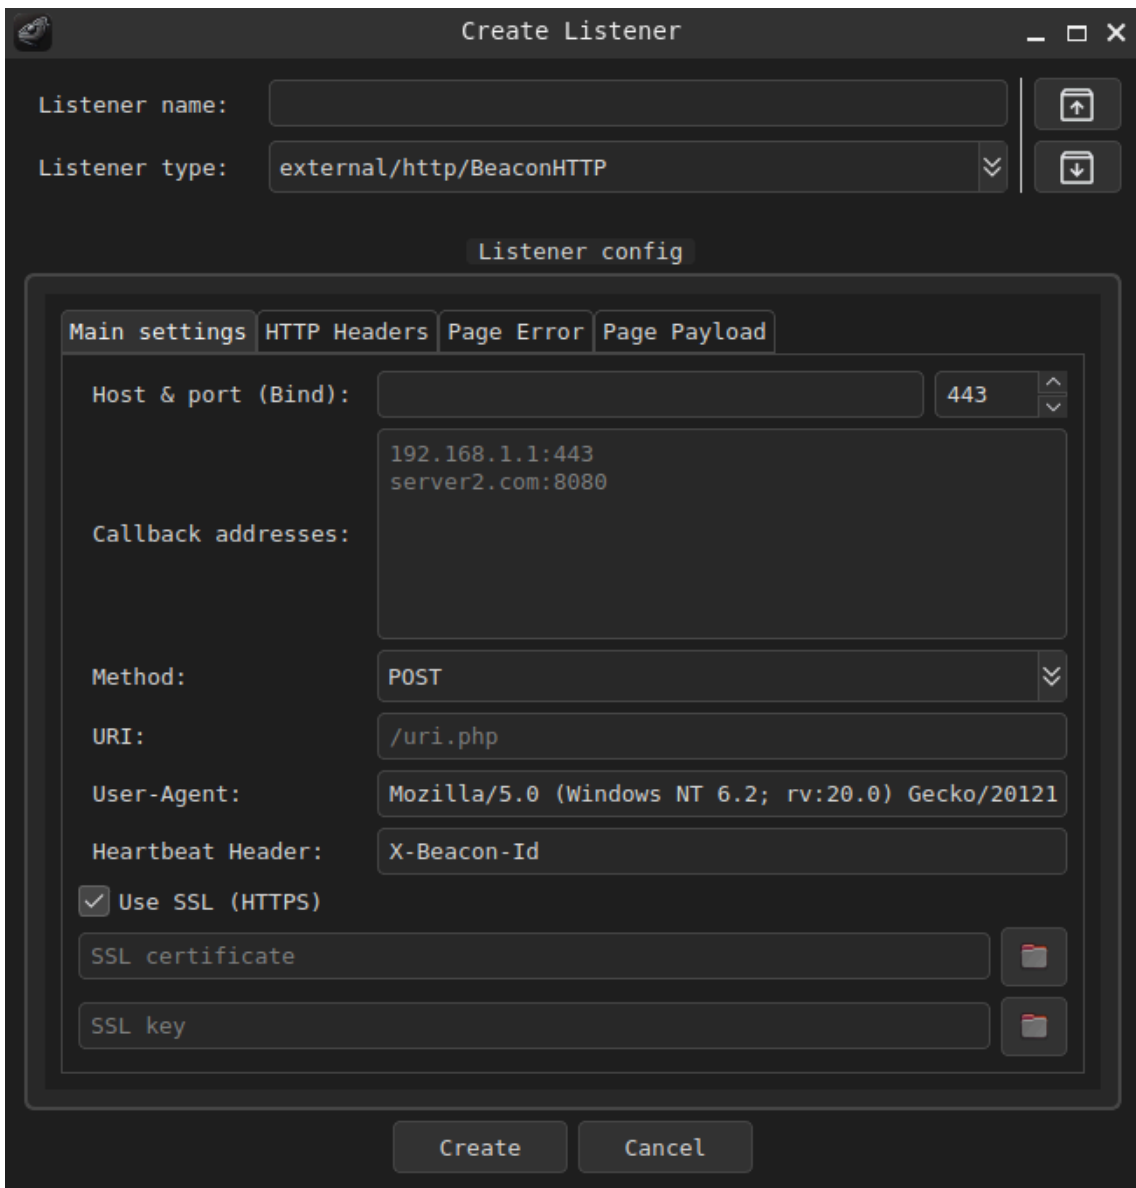 Create Listener
Listener name:
Listener type: external/http/BeaconHTTP
Listener config
Main settings HTTP Headers Page Error Page Payload
Host & port (Bind): 443
192.168.1.1:443
server2.com:8080
Callback addresses:
Method: POST
URI: /uri.php
User-Agent: Mozilla/5.0 (Windows NT 6.2; rv:20.0) Gecko/20121
Heartbeat Header: X-Beacon-Id
Use SSL (HTTPS)
SSL certificate
SSL key
Create Cancel